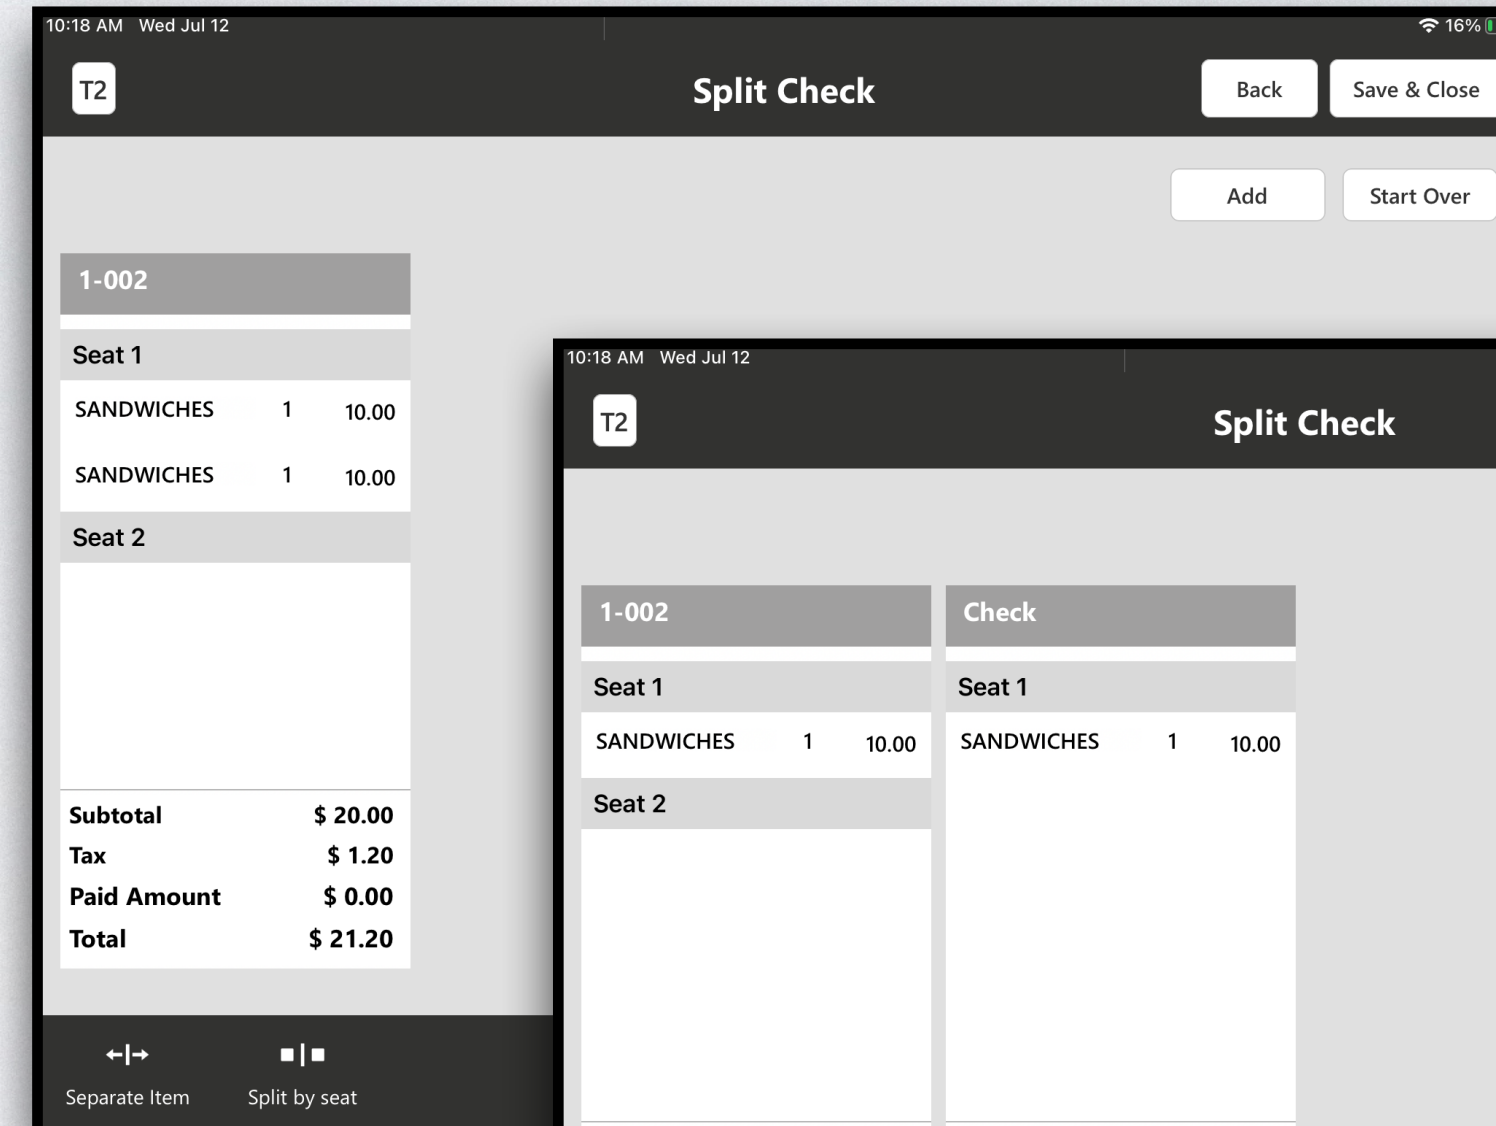 10:18 AM Wed Jul 12
16%
T2
Split Check
Back
Save & Close
Add
Start Over
1-002
Seat 1
SANDWICHES 1 10.00
SANDWICHES 1 10.00
Seat 2
Subtotal $ 20.00
Tax $ 1.20
Paid Amount $ 0.00
Total $ 21.20
Separate Item
Split by seat
10:18 AM Wed Jul 12
T2
Split Check
1-002
Seat 1
SANDWICHES 1 10.00
Seat 2
Check
Seat 1
SANDWICHES 1 10.00